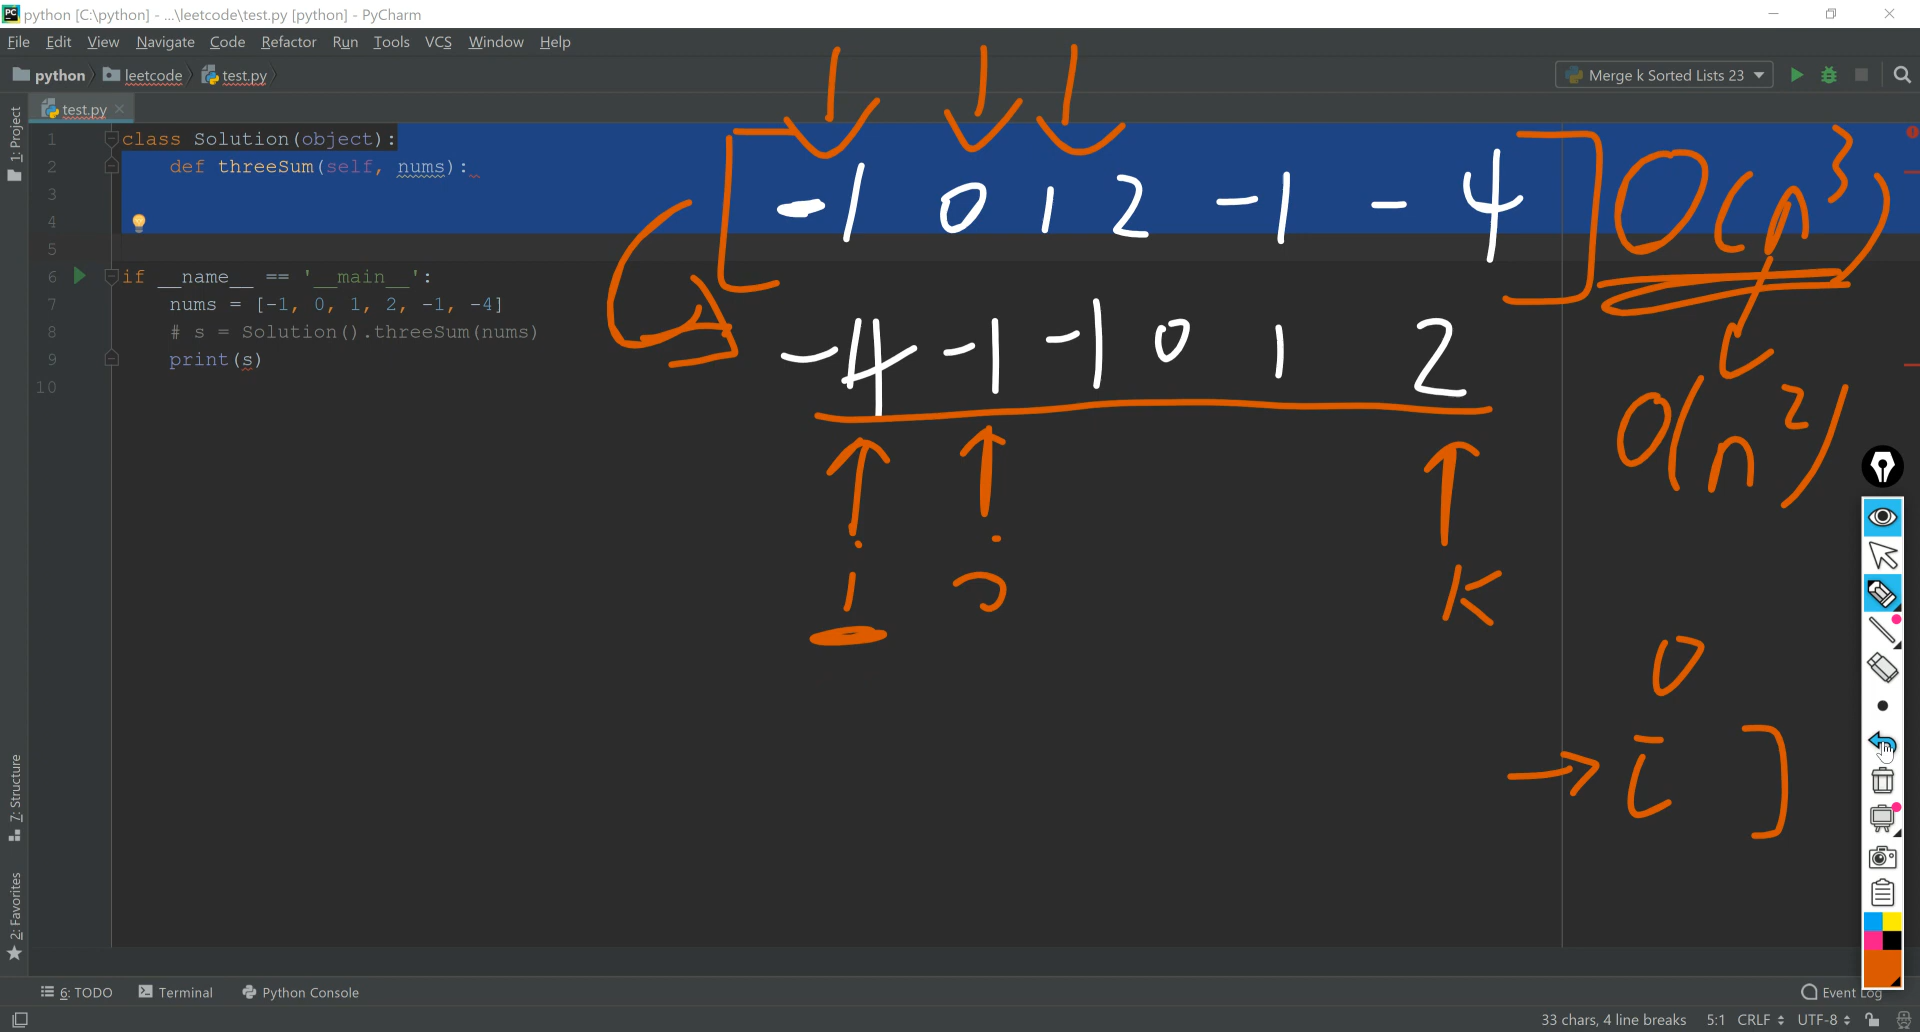 PC python [C:\python] - ...\leetcode\test.py [python] - PyCharm
File Edit View Navigate Code Refactor Run Tools VCS Window Help
python leetcode test.py
Merge k Sorted Lists 23
test.py
1: Project
7: Structure
2: Favorites
1 class Solution(object):
2 def threeSum(self, nums):
3
4
5
6 if __name__ == '__main__':
7 nums = [-1, 0, 1, 2, -1, -4]
8 # s = Solution().threeSum(nums)
9 print(s)
10
[-1 0 1 2 -1 -4] O(n³)
-4 -1 -1 0 1 2
O(n²)
i j k
0
[ ]
6: TODO Terminal Python Console
Event Log
33 chars, 4 line breaks 5:1 CRLF UTF-8